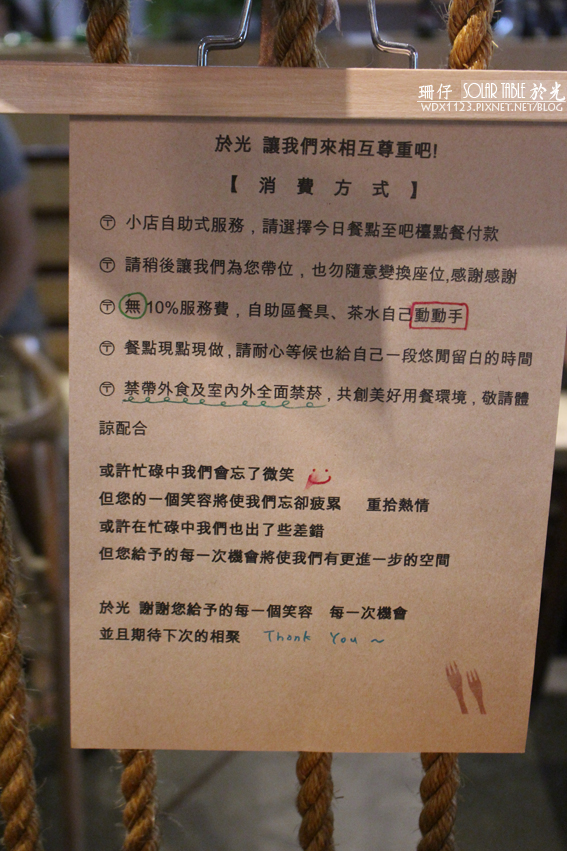 珊仔 SOLAR TABLE 於光
WDX1123.PIXNET.NET/BLOG
於光 讓我們來相互尊重吧!
【 消 費 方 式 】
〶 小店自助式服務，請選擇今日餐點至吧檯點餐付款
〶 請稍後讓我們為您帶位，也勿隨意變換座位,感謝感謝
〶 無10%服務費，自助區餐具、茶水自己動動手
〶 餐點現點現做，請耐心等候也給自己一段悠閒留白的時間
〶 禁帶外食及室內外全面禁菸，共創美好用餐環境，敬請體
諒配合
或許忙碌中我們會忘了微笑
但您的一個笑容將使我們忘卻疲累 重拾熱情
或許在忙碌中我們也出了些差錯
但您給予的每一次機會將使我們有更進一步的空間
於光 謝謝您給予的每一個笑容 每一次機會
並且期待下次的相聚 Thank You ~